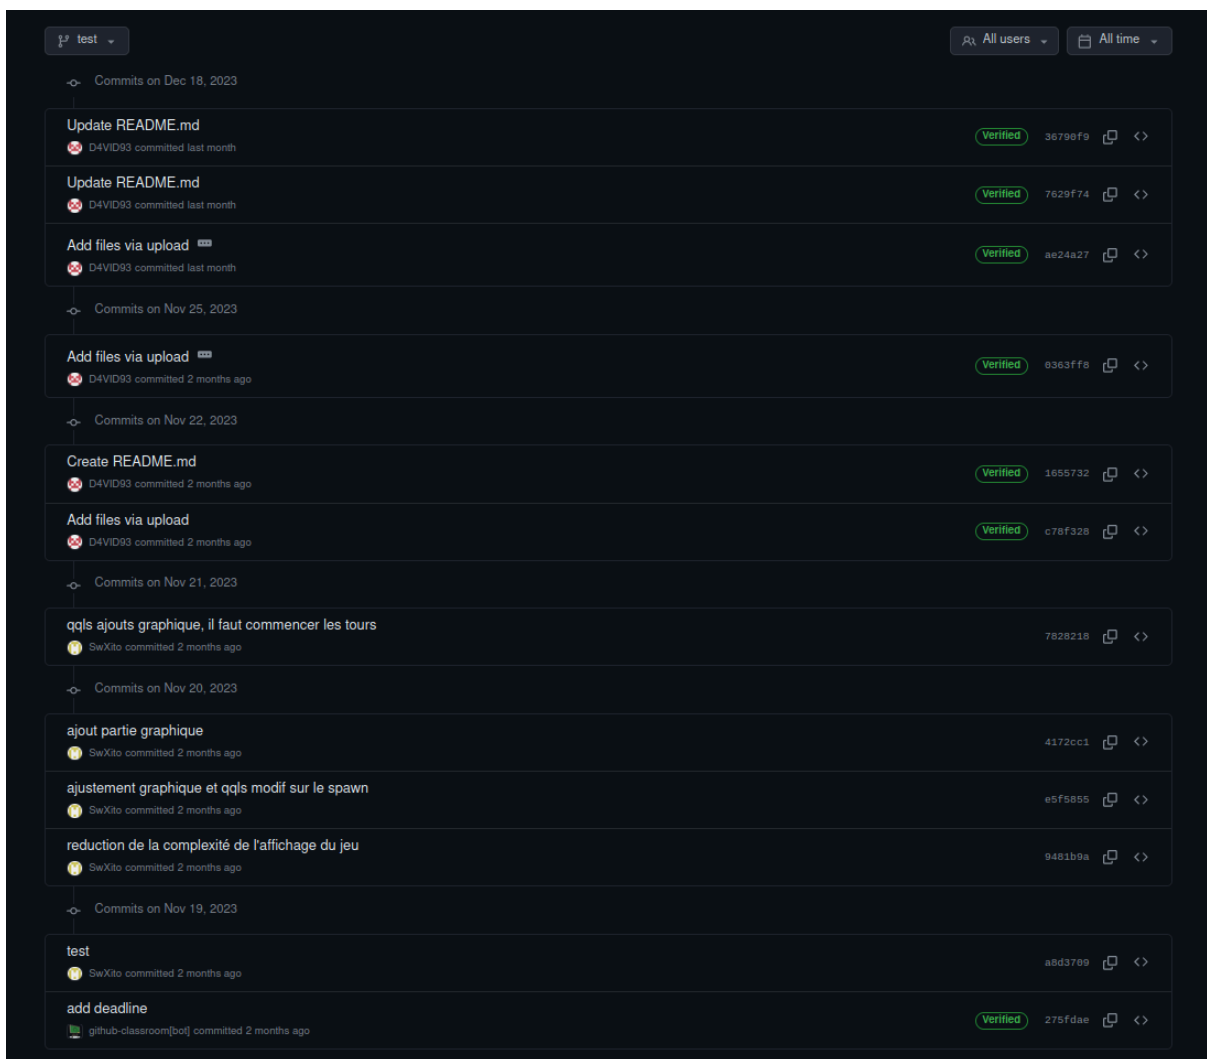 test
All users
All time
Commits on Dec 18, 2023
Update README.md
Verified
36790f9
D4VID93 committed last month
Update README.md
Verified
7629f74
D4VID93 committed last month
Add files via upload
Verified
ae24a27
D4VID93 committed last month
Commits on Nov 25, 2023
Add files via upload
Verified
0363ff8
D4VID93 committed 2 months ago
Commits on Nov 22, 2023
Create README.md
Verified
1655732
D4VID93 committed 2 months ago
Add files via upload
Verified
c78f328
D4VID93 committed 2 months ago
Commits on Nov 21, 2023
qqls ajouts graphique, il faut commencer les tours
7828218
SwXito committed 2 months ago
Commits on Nov 20, 2023
ajout partie graphique
4172cc1
SwXito committed 2 months ago
ajustement graphique et qqls modif sur le spawn
e5f5855
SwXito committed 2 months ago
reduction de la complexité de l'affichage du jeu
9481b9a
SwXito committed 2 months ago
Commits on Nov 19, 2023
test
a8d3709
SwXito committed 2 months ago
add deadline
Verified
275fdae
github-classroom[bot] committed 2 months ago